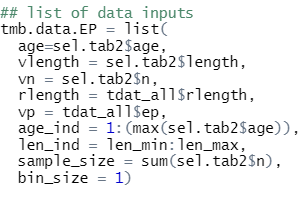 ## list of data inputs
tmb.data.EP = list(
  age=sel.tab2$age,
  vlength = sel.tab2$length,
  vn = sel.tab2$n,
  rlength = tdat_all$rlength,
  vp = tdat_all$ep,
  age_ind = 1:(max(sel.tab2$age)),
  len_ind = len_min:len_max,
  sample_size = sum(sel.tab2$n),
  bin_size = 1)